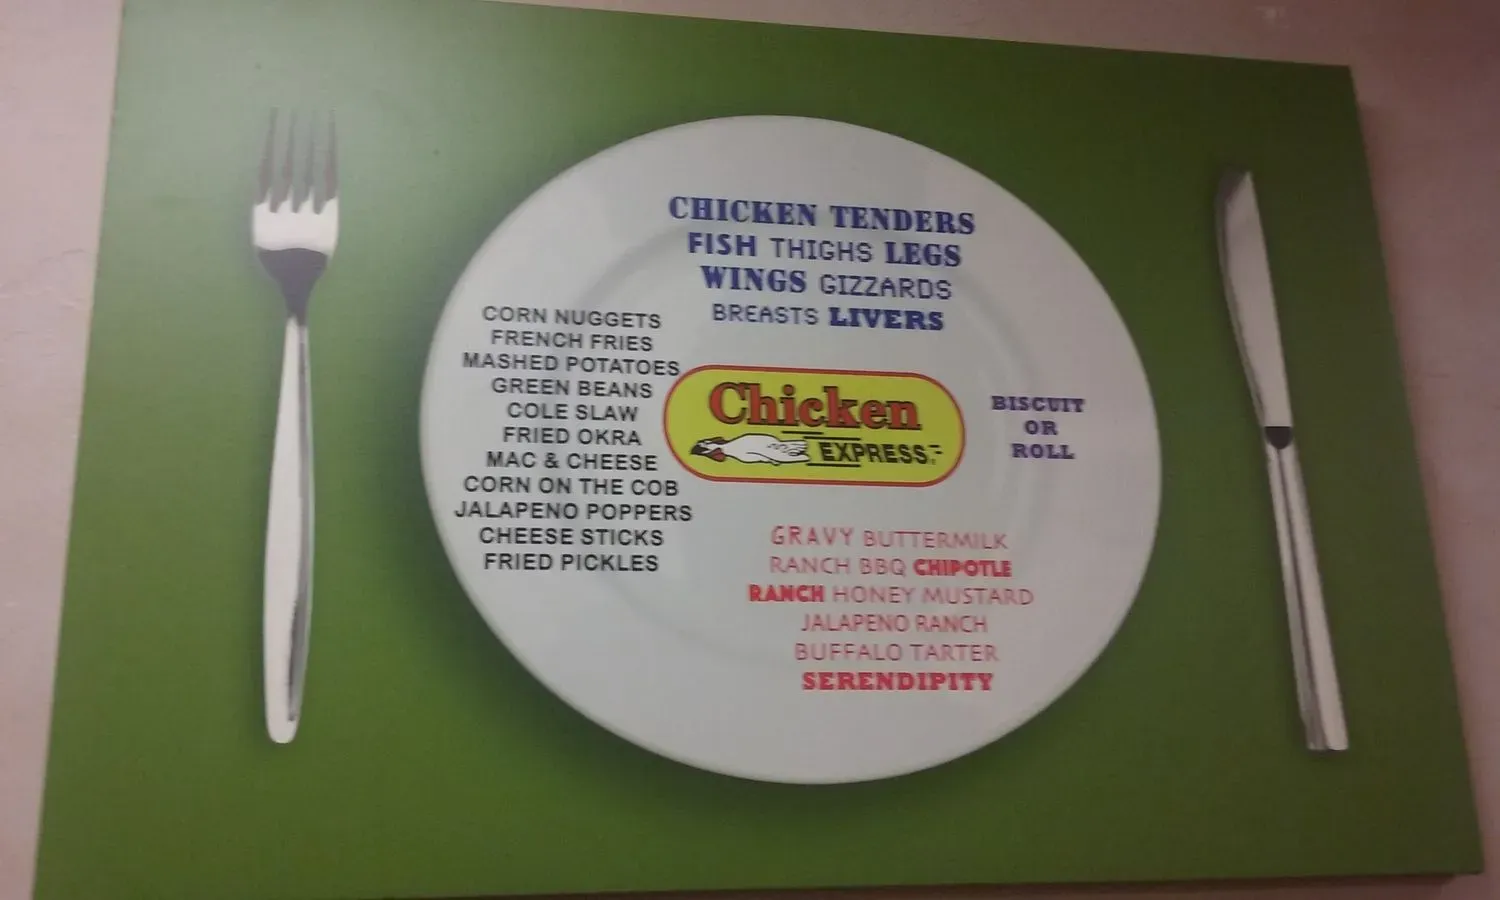 CHICKEN TENDERS
FISH THIGHS LEGS
WINGS GIZZARDS
BREASTS LIVERS
CORN NUGGETS
FRENCH FRIES
MASHED POTATOES
GREEN BEANS
COLE SLAW
FRIED OKRA
MAC & CHEESE
CORN ON THE COB
JALAPENO POPPERS
CHEESE STICKS
FRIED PICKLES
Chicken
EXPRESS
BISCUIT
OR
ROLL
GRAVY BUTTERMILK
RANCH BBQ CHIPOTLE
RANCH HONEY MUSTARD
JALAPENO RANCH
BUFFALO TARTER
SERENDIPITY